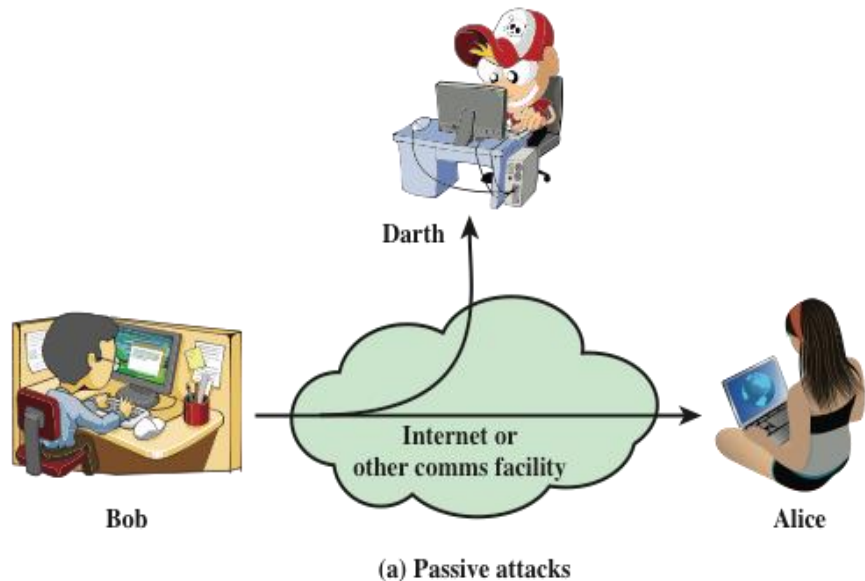 Darth
Internet or
other comms facility
Bob
Alice
(a) Passive attacks